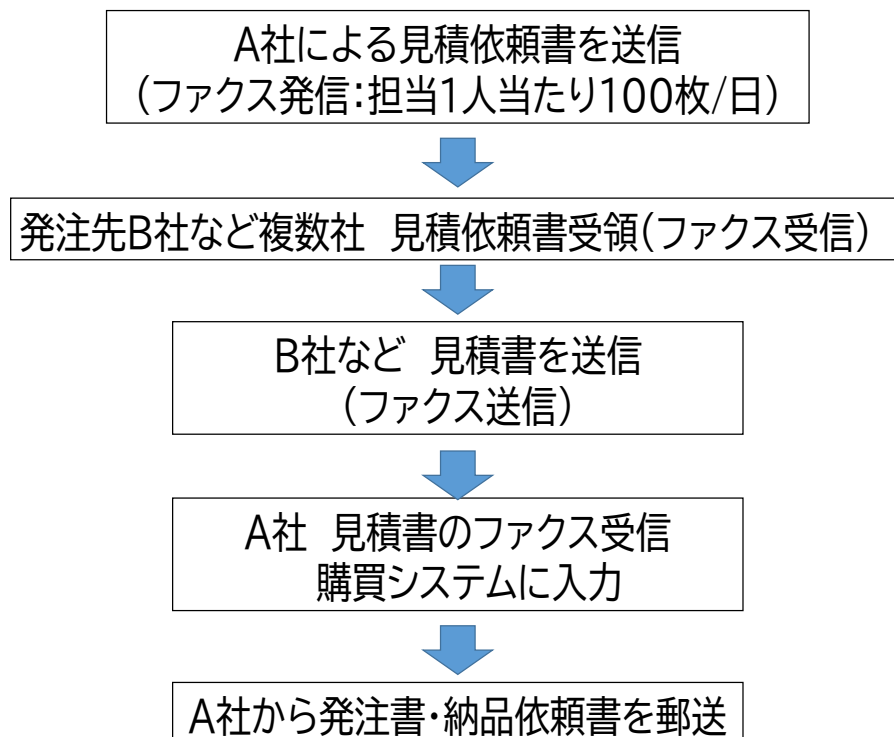 A社による見積依頼書を送信
(ファクス発信:担当1人当たり100枚/日)
発注先B社など複数社 見積依頼書受領(ファクス受信)
B社など 見積書を送信
(ファクス送信)
A社 見積書のファクス受信
購買システムに入力
A社から発注書・納品依頼書を郵送